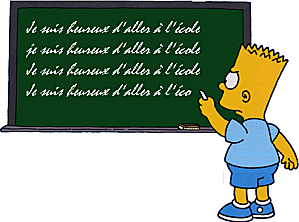 Je suis heureux d'aller à l'école
je suis heureux d'aller à l'école
Je suis heureux d'aller à l'école
Je suis heureux d'aller à l'éco